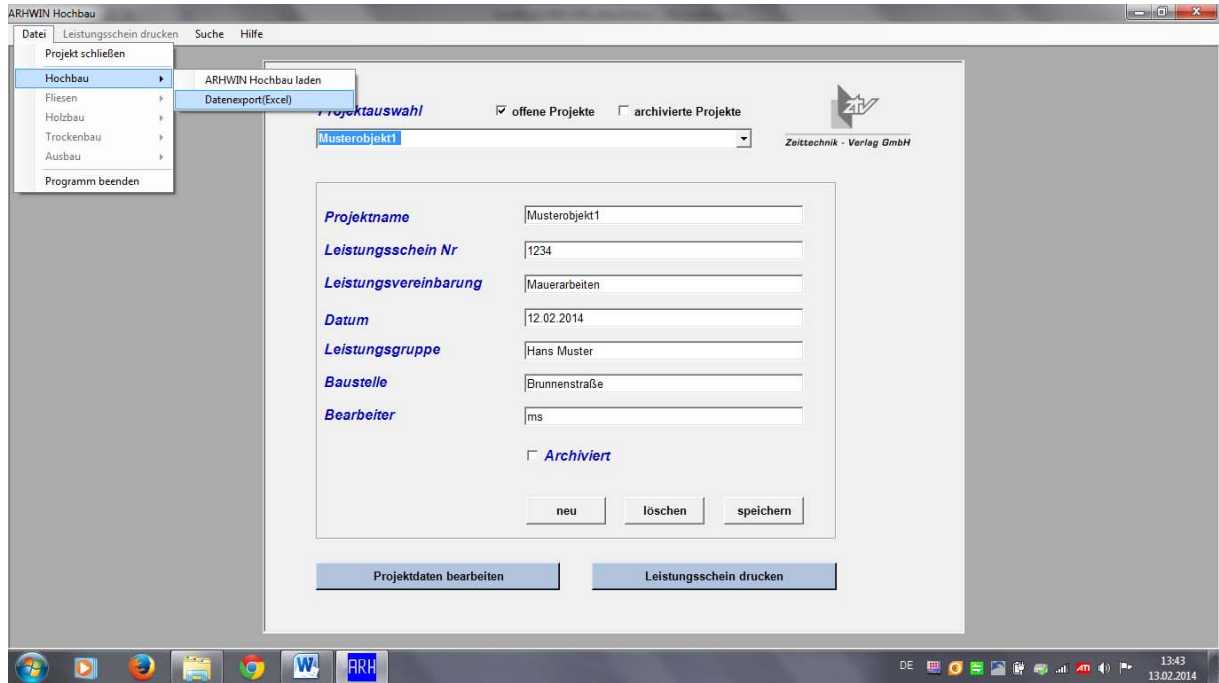 ARHWIN Hochbau
Datei Leistungsschein drucken Suche Hilfe
Projekt schließen
Hochbau
Fliesen
Holzbau
Trockenbau
Ausbau
Programm beenden
ARHWIN Hochbau laden
Datenexport(Excel)
Projektauswahl offene Projekte archivierte Projekte
Musterobjekt1
ZTV
Zeittechnik - Verlag GmbH
Projektname Musterobjekt1
Leistungsschein Nr 1234
Leistungsvereinbarung Mauerarbeiten
Datum 12.02.2014
Leistungsgruppe Hans Muster
Baustelle Brunnenstraße
Bearbeiter ms
Archiviert
neu löschen speichern
Projektdaten bearbeiten Leistungsschein drucken
W ARH DE ATI 13:43
13.02.2014